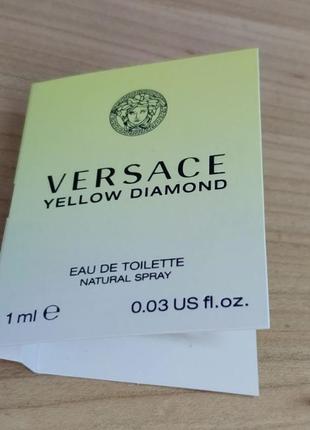 VERSACE
YELLOW DIAMOND
EAU DE TOILETTE
NATURAL SPRAY
1 ml ℮ 0.03 US fl.oz.